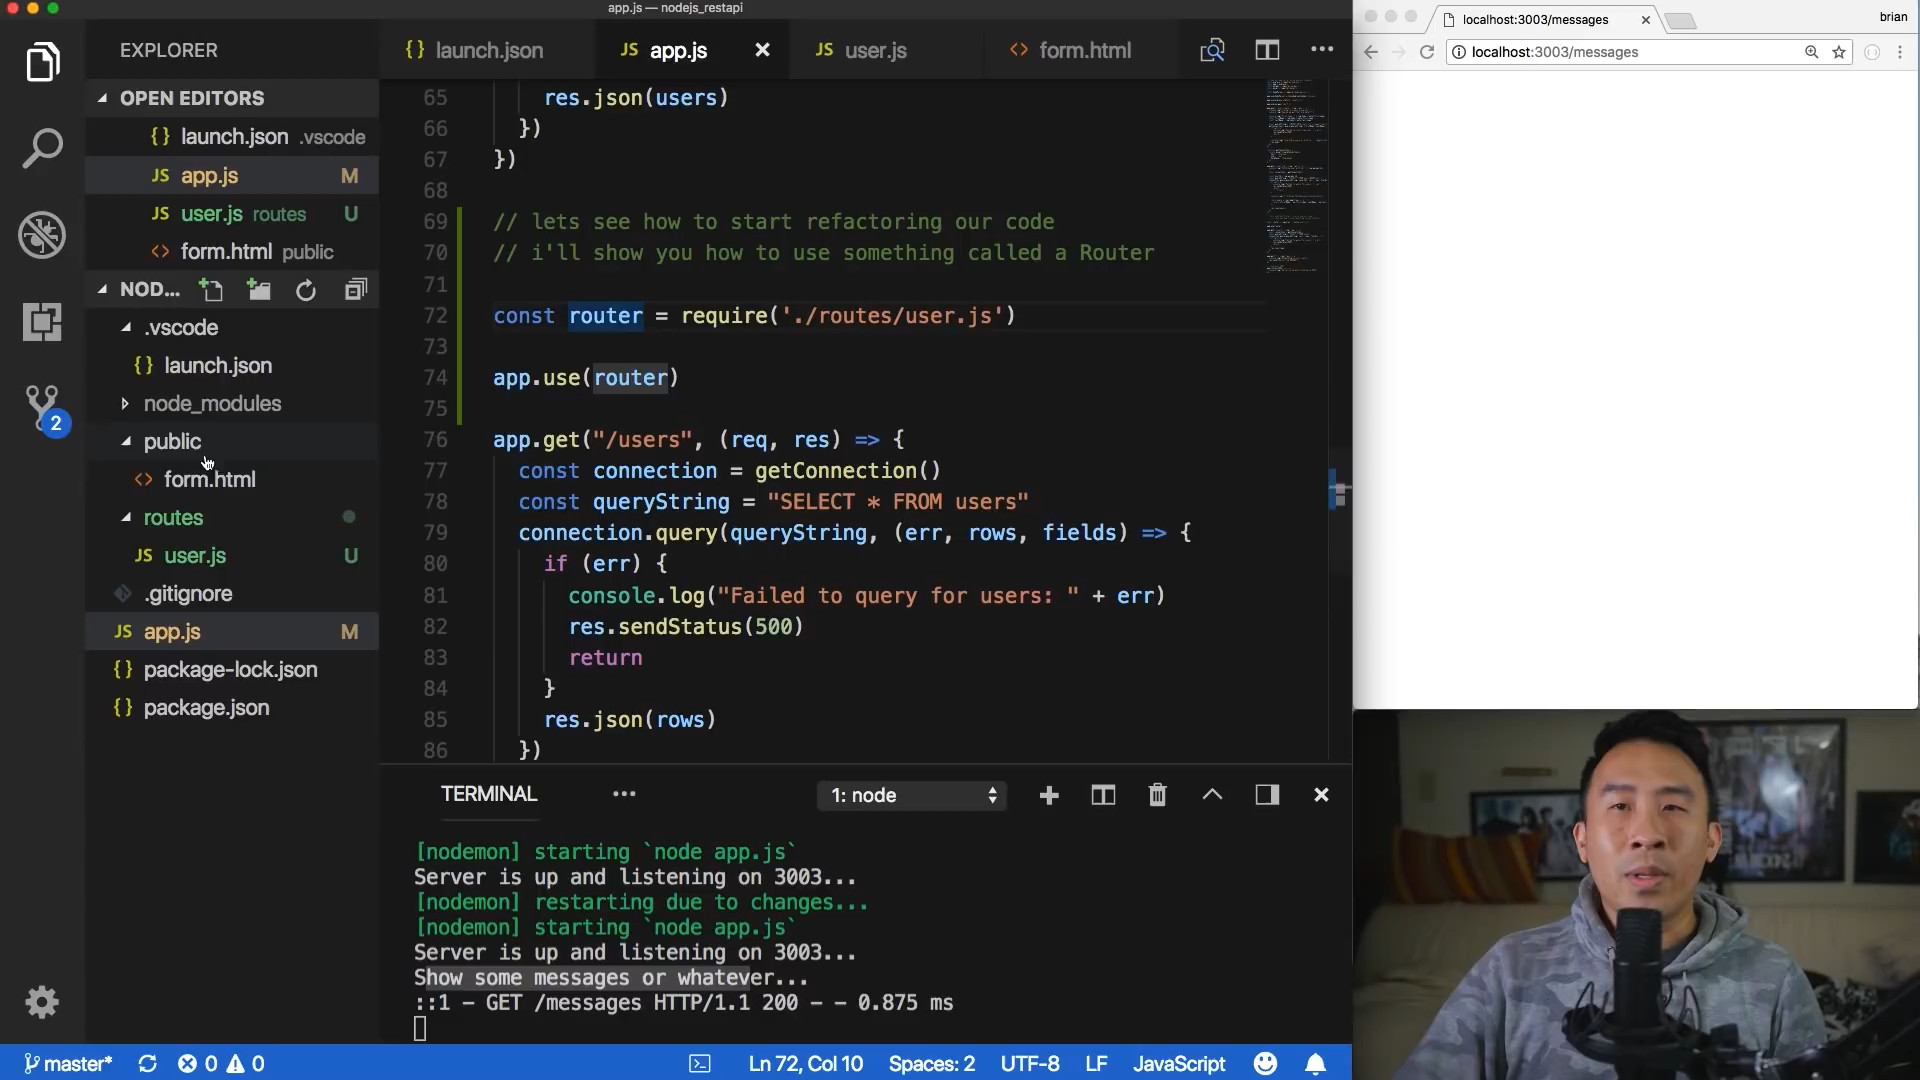 app.js — nodejs_restapi
EXPLORER
OPEN EDITORS
{} launch.json .vscode
JS app.js M
JS user.js routes U
<> form.html public
NOD...
.vscode
{} launch.json
node_modules
public
<> form.html
routes
JS user.js U
.gitignore
JS app.js M
{} package-lock.json
{} package.json
2
{} launch.json
JS app.js
JS user.js
<> form.html
65 res.json(users)
66 })
67 })
68
69 // lets see how to start refactoring our code
70 // i'll show you how to use something called a Router
71
72 const router = require('./routes/user.js')
73
74 app.use(router)
75
76 app.get("/users", (req, res) => {
77 const connection = getConnection()
78 const queryString = "SELECT * FROM users"
79 connection.query(queryString, (err, rows, fields) => {
80 if (err) {
81 console.log("Failed to query for users: " + err)
82 res.sendStatus(500)
83 return
84 }
85 res.json(rows)
86 })
TERMINAL
1: node
[nodemon] starting `node app.js`
Server is up and listening on 3003...
[nodemon] restarting due to changes...
[nodemon] starting `node app.js`
Server is up and listening on 3003...
Show some messages or whatever...
::1 - GET /messages HTTP/1.1 200 - - 0.875 ms
master* 0 0 Ln 72, Col 10 Spaces: 2 UTF-8 LF JavaScript
localhost:3003/messages
brian
localhost:3003/messages